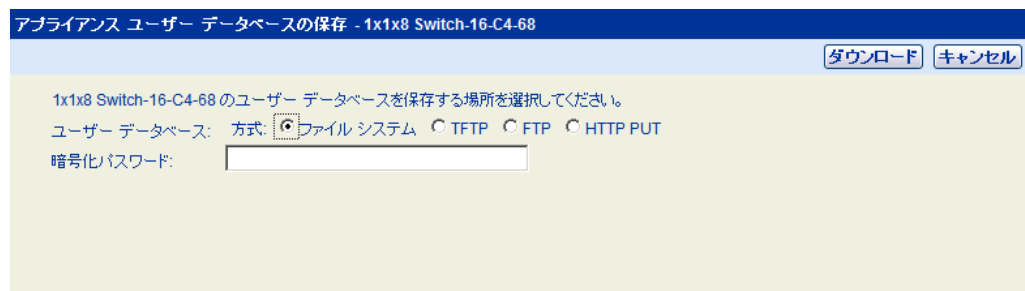 アプライアンス ユーザー データベースの保存 - 1x1x8 Switch-16-C4-68
ダウンロード キャンセル
1x1x8 Switch-16-C4-68 のユーザー データベースを保存する場所を選択してください。
ユーザー データベース: 方式: ファイル システム TFTP FTP HTTP PUT
暗号化パスワード: